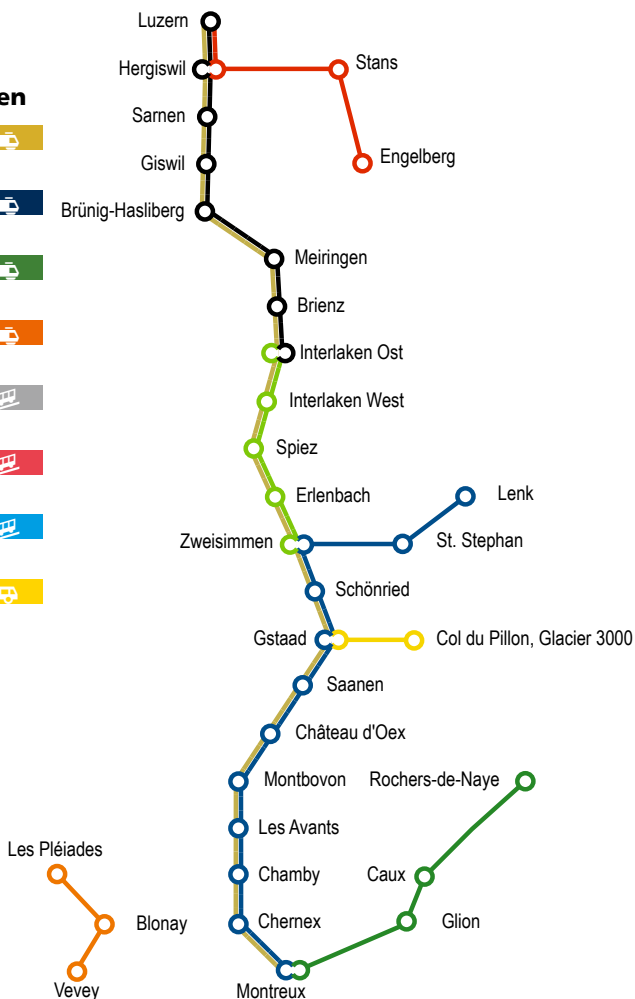 Luzern
Hergiswil
Stans
en
Sarnen
Giswil
Engelberg
Brünig-Hasliberg
Meiringen
Brienz
Interlaken Ost
Interlaken West
Spiez
Erlenbach
Lenk
Zweisimmen
St. Stephan
Schönried
Gstaad
Col du Pillon, Glacier 3000
Saanen
Château d'Oex
Montbovon
Rochers-de-Naye
Les Avants
Les Pléiades
Chamby
Caux
Blonay
Chernex
Glion
Vevey
Montreux